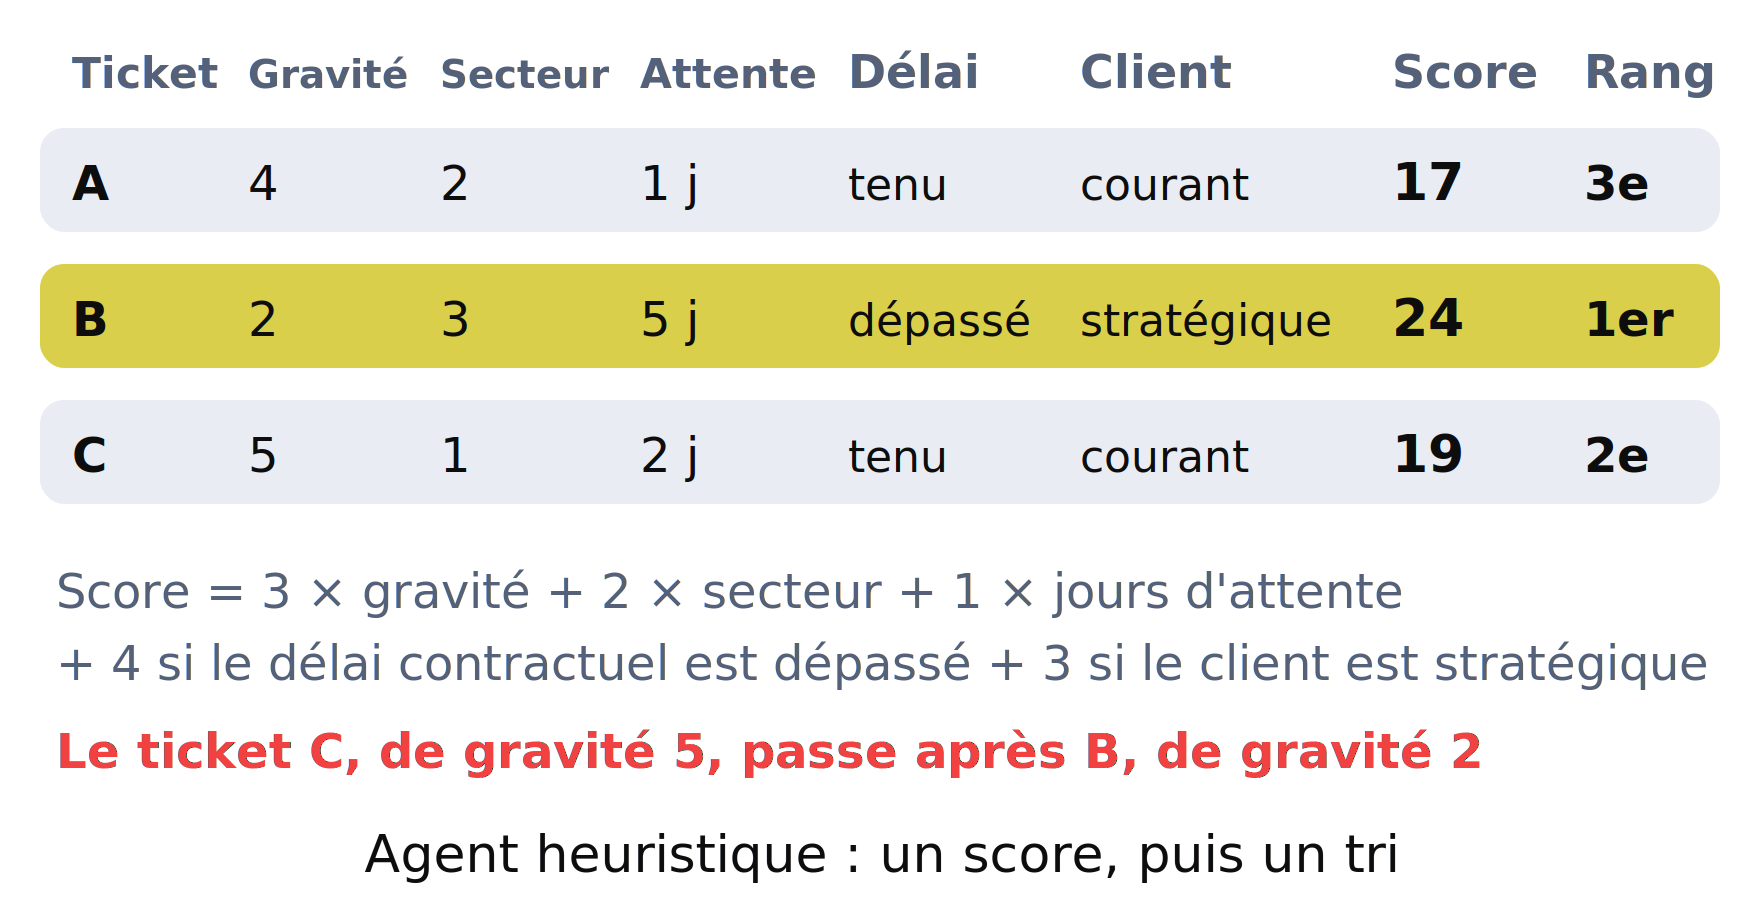 Ticket Gravité Secteur Attente Délai Client Score Rang
A 4 2 1 j tenu courant 17 3e
B 2 3 5 j dépassé stratégique 24 1er
C 5 1 2 j tenu courant 19 2e
Score = 3 × gravité + 2 × secteur + 1 × jours d'attente
+ 4 si le délai contractuel est dépassé + 3 si le client est stratégique
Le ticket C, de gravité 5, passe après B, de gravité 2
Agent heuristique : un score, puis un tri